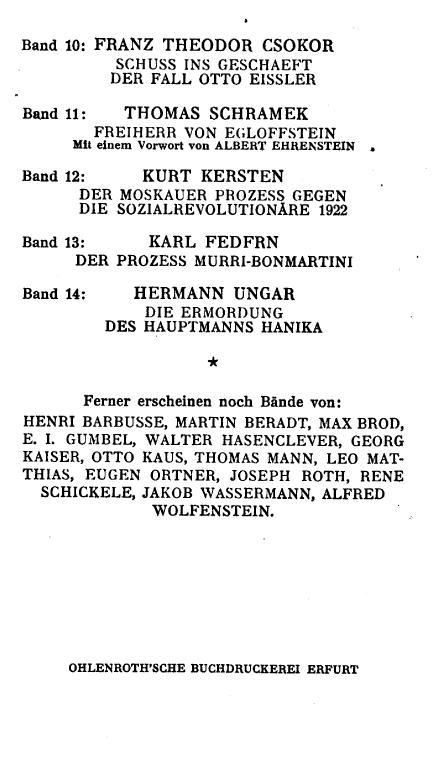 Band 10: FRANZ THEODOR CSOKOR
SCHUSS INS GESCHAEFT
DER FALL OTTO EISSLER
Band 11: THOMAS SCHRAMEK
FREIHERR VON EGLOFFSTEIN
Mit einem Vorwort von ALBERT EHRENSTEIN
Band 12: KURT KERSTEN
DER MOSKAUER PROZESS GEGEN
DIE SOZIALREVOLUTIONÄRE 1922
Band 13: KARL FEDFRN
DER PROZESS MURRI-BONMARTINI
Band 14: HERMANN UNGAR
DIE ERMORDUNG
DES HAUPTMANNS HANIKA
★
Ferner erscheinen noch Bände von:
HENRI BARBUSSE, MARTIN BERADT, MAX BROD,
E. I. GUMBEL, WALTER HASENCLEVER, GEORG
KAISER, OTTO KAUS, THOMAS MANN, LEO MAT-
THIAS, EUGEN ORTNER, JOSEPH ROTH, RENE
SCHICKELE, JAKOB WASSERMANN, ALFRED
WOLFENSTEIN.
OHLENROTH'SCHE BUCHDRUCKEREI ERFURT